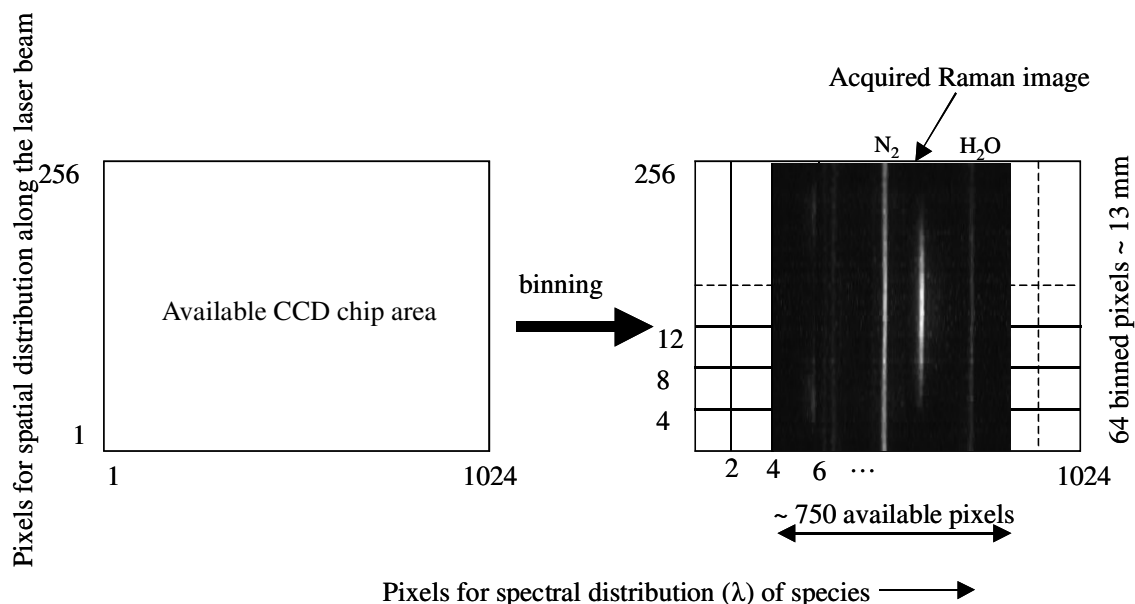 Pixels for spatial distribution along the laser beam
256
Available CCD chip area
1
1
1024
binning
Acquired Raman image
N₂
H₂O
256
12
8
4
2
4
6
...
1024
64 binned pixels ~ 13 mm
~ 750 available pixels
Pixels for spectral distribution (λ) of species